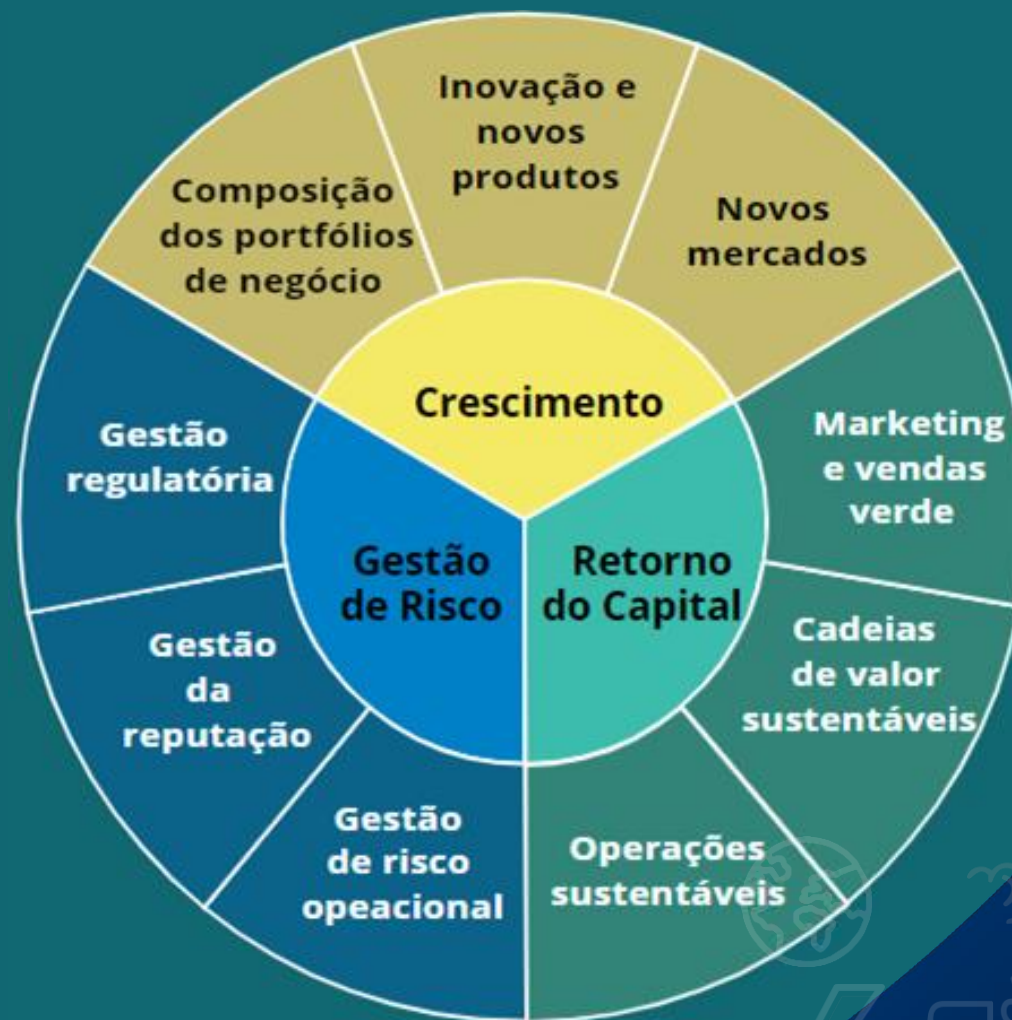 Inovação e
novos
produtos
Composição
dos portfólios
de negócio
Novos
mercados
Crescimento
Gestão
regulatória
Marketing
e vendas
verde
Gestão
de Risco
Retorno
do Capital
Gestão
da
reputação
Cadeias
de valor
sustentáveis
Gestão
de risco
opeacional
Operações
sustentáveis